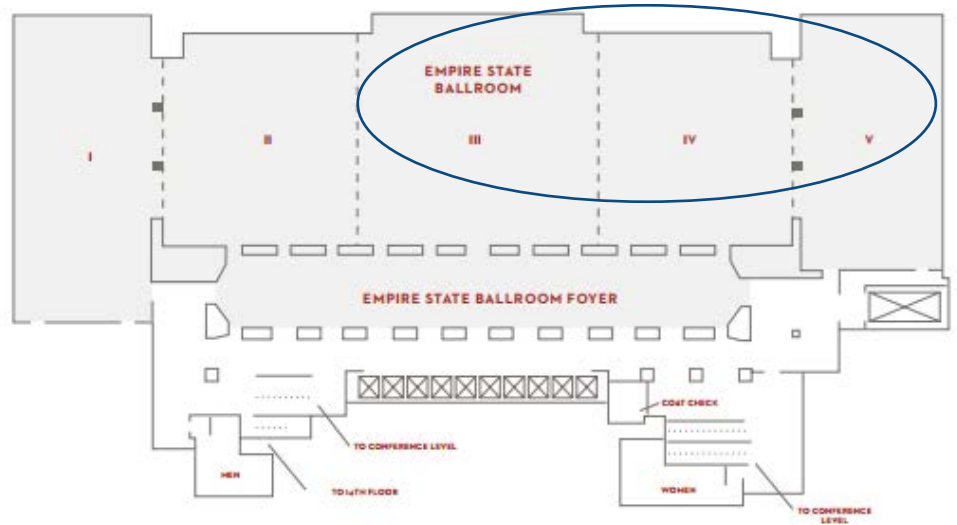 EMPIRE STATE
BALLROOM
I
II
III
IV
V
EMPIRE STATE BALLROOM FOYER
COAT CHECK
TO CONFERENCE LEVEL
MEN
TO 14TH FLOOR
WOMEN
TO CONFERENCE
LEVEL